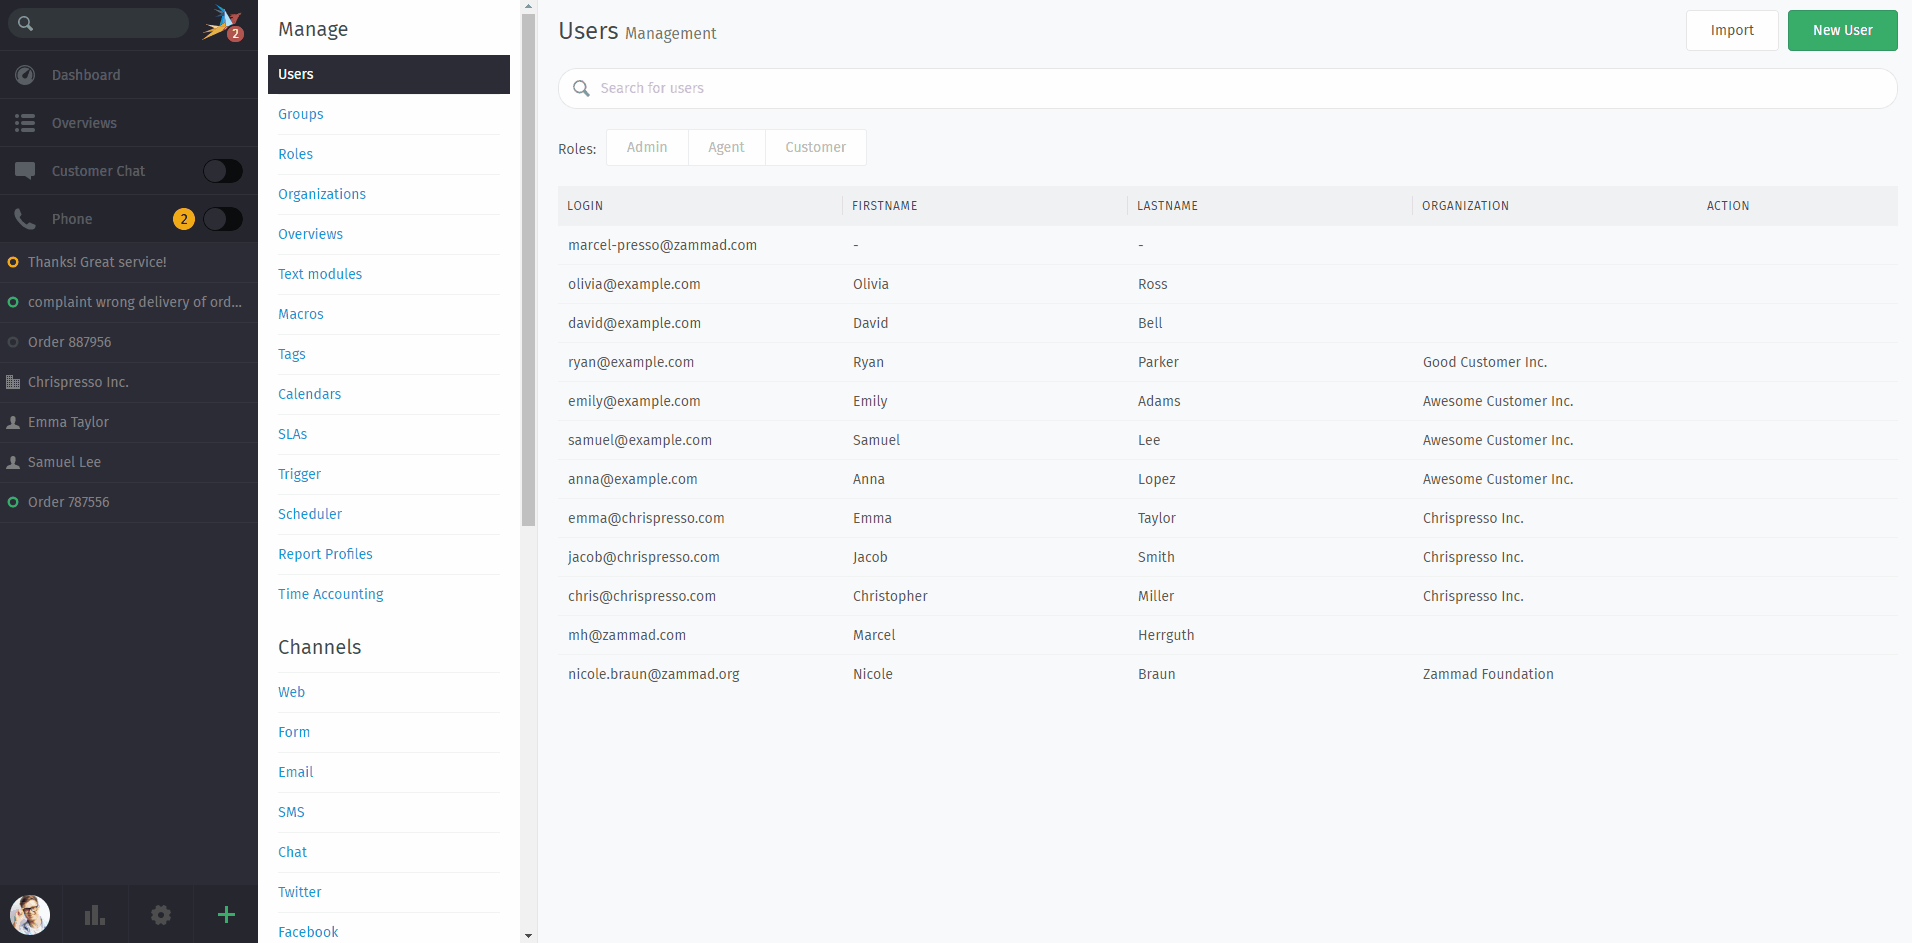 2
Dashboard
Overviews
Customer Chat
Phone 2
Thanks! Great service!
complaint wrong delivery of ord...
Order 887956
Chrispresso Inc.
Emma Taylor
Samuel Lee
Order 787556
Manage
Users
Groups
Roles
Organizations
Overviews
Text modules
Macros
Tags
Calendars
SLAs
Trigger
Scheduler
Report Profiles
Time Accounting
Channels
Web
Form
Email
SMS
Chat
Twitter
Facebook
Users Management
Import New User
Search for users
Roles: Admin Agent Customer
LOGIN FIRSTNAME LASTNAME ORGANIZATION ACTION
marcel-presso@zammad.com - -
olivia@example.com Olivia Ross
david@example.com David Bell
ryan@example.com Ryan Parker Good Customer Inc.
emily@example.com Emily Adams Awesome Customer Inc.
samuel@example.com Samuel Lee Awesome Customer Inc.
anna@example.com Anna Lopez Awesome Customer Inc.
emma@chrispresso.com Emma Taylor Chrispresso Inc.
jacob@chrispresso.com Jacob Smith Chrispresso Inc.
chris@chrispresso.com Christopher Miller Chrispresso Inc.
mh@zammad.com Marcel Herrguth
nicole.braun@zammad.org Nicole Braun Zammad Foundation